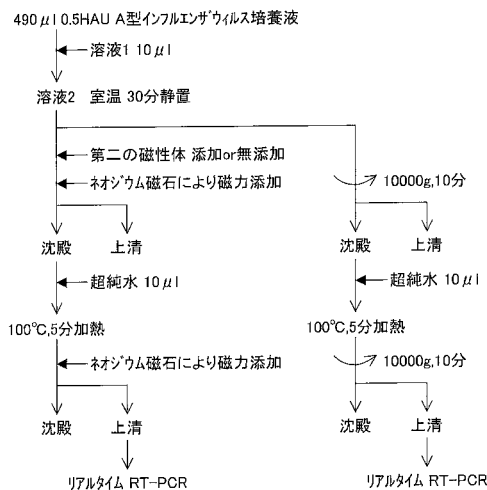 490μl 0.5HAU A型インフルエンザウィルス培養液
溶液1 10μl
溶液2 室温 30分静置
第二の磁性体 添加or無添加
ネオジウム磁石により磁力添加
10000g,10分
沈殿 上清 沈殿 上清
超純水 10μl 超純水 10μl
100℃,5分加熱 100℃,5分加熱
ネオジウム磁石により磁力添加 10000g,10分
沈殿 上清 沈殿 上清
リアルタイム RT-PCR リアルタイム RT-PCR